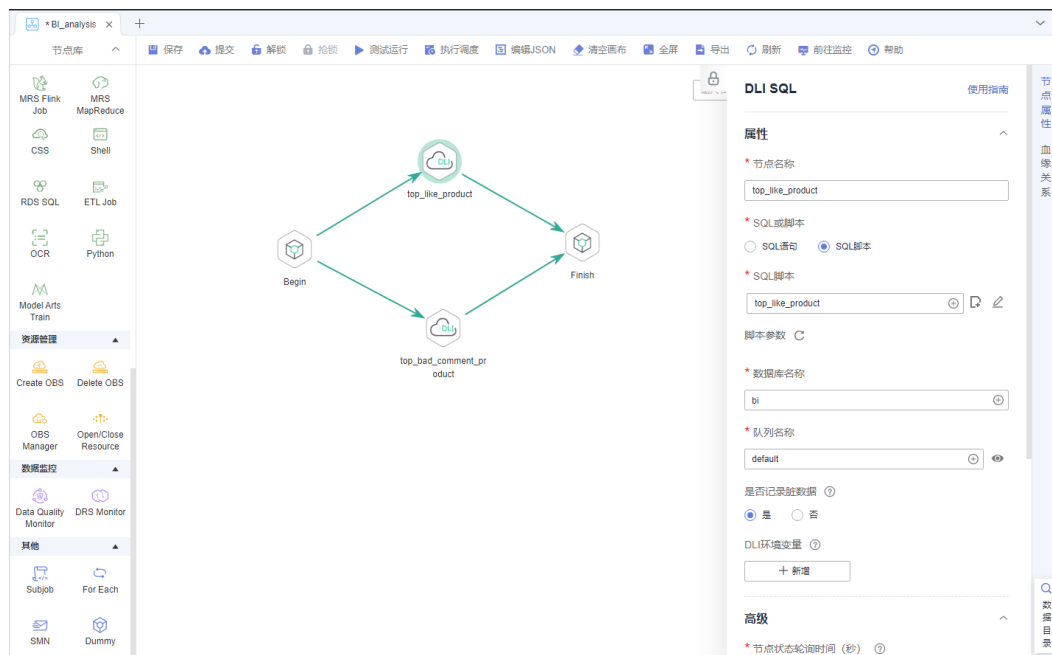 * BI_analysis
节点库
保存
提交
解锁
抢锁
测试运行
执行调度
编辑JSON
清空画布
全屏
导出
刷新
前往监控
帮助
MRS Flink
Job
MRS
MapReduce
CSS
Shell
RDS SQL
ETL Job
OCR
Python
Model Arts
Train
资源管理
Create OBS
Delete OBS
OBS
Manager
Open/Close
Resource
数据监控
Data Quality
Monitor
DRS Monitor
其他
Subjob
For Each
SMN
Dummy
DLI
top_like_product
Begin
Finish
DLI
top_bad_comment_pr
oduct
DLI SQL
使用指南
属性
* 节点名称
top_like_product
* SQL或脚本
SQL语句
SQL脚本
* SQL脚本
top_like_product
脚本参数
* 数据库名称
bi
* 队列名称
default
是否记录脏数据
是
否
DLI环境变量
新增
高级
* 节点状态轮询时间（秒）
节点属性
血缘关系
数据目录